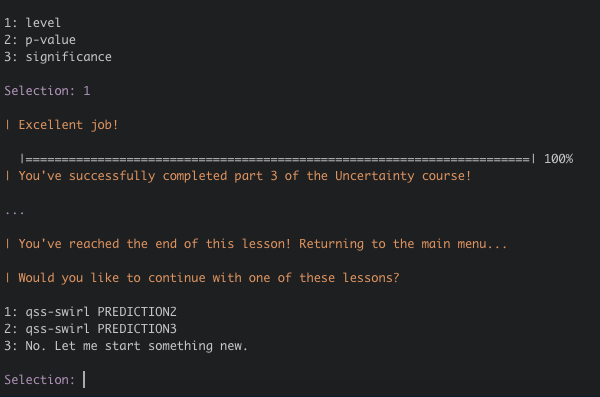 1: level
2: p-value
3: significance
Selection: 1
| Excellent job!
|======================================================================| 100%
| You've successfully completed part 3 of the Uncertainty course!
...
| You've reached the end of this lesson! Returning to the main menu...
| Would you like to continue with one of these lessons?
1: qss-swirl PREDICTION2
2: qss-swirl PREDICTION3
3: No. Let me start something new.
Selection: